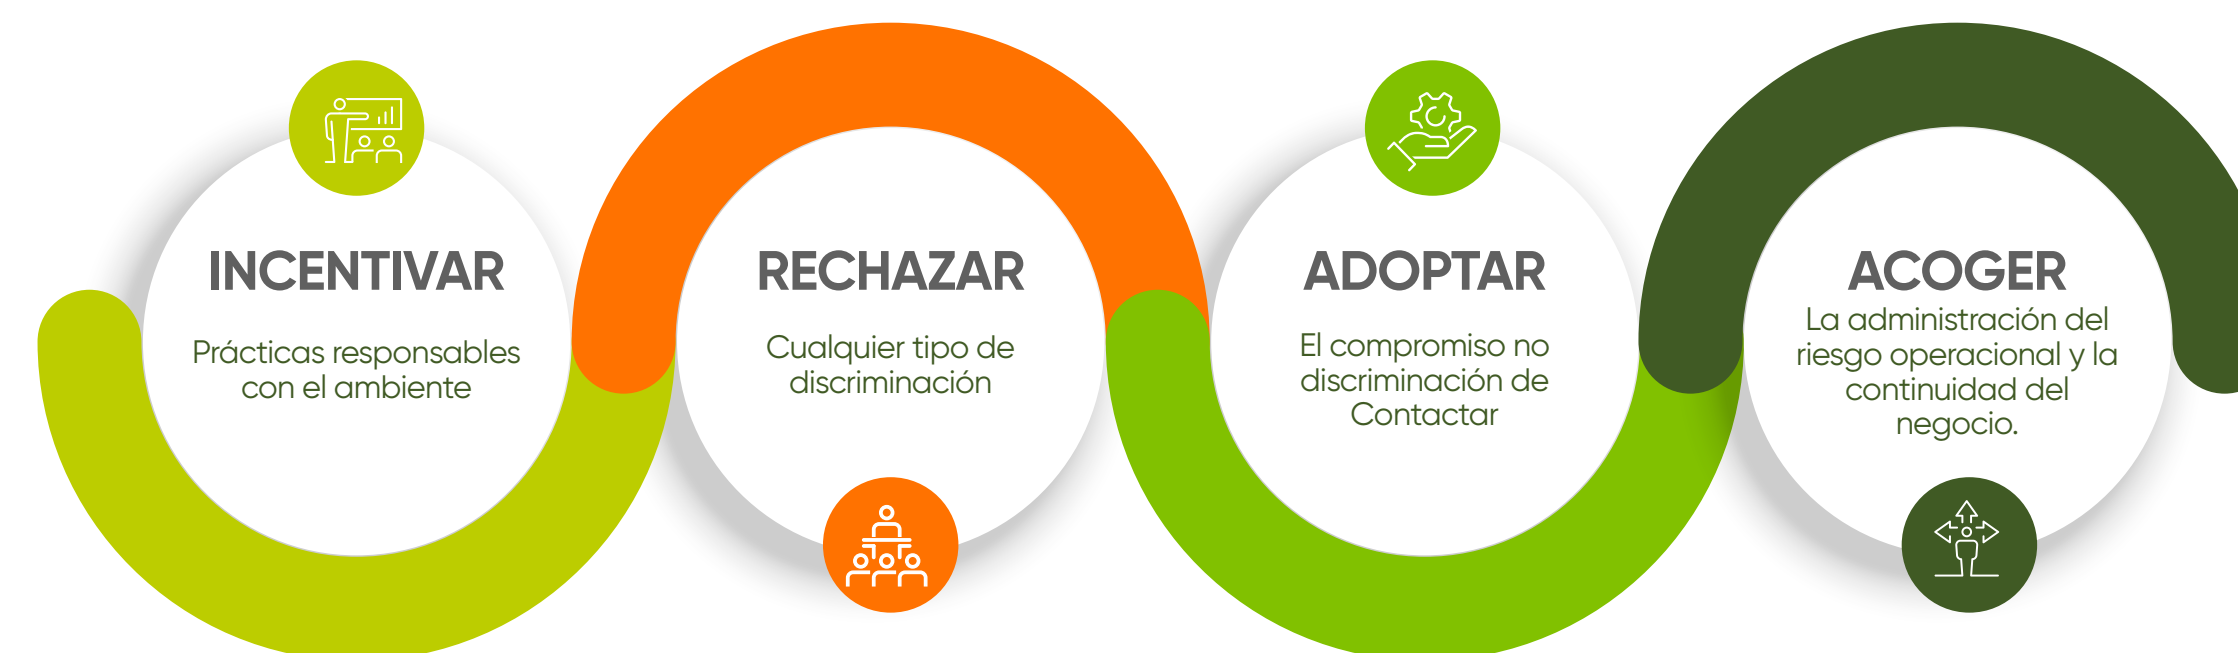 INCENTIVAR
Prácticas responsables
con el ambiente
RECHAZAR
Cualquier tipo de
discriminación
ADOPTAR
El compromiso no
discriminación de
Contactar
ACOGER
La administración del
riesgo operacional y la
continuidad del
negocio.